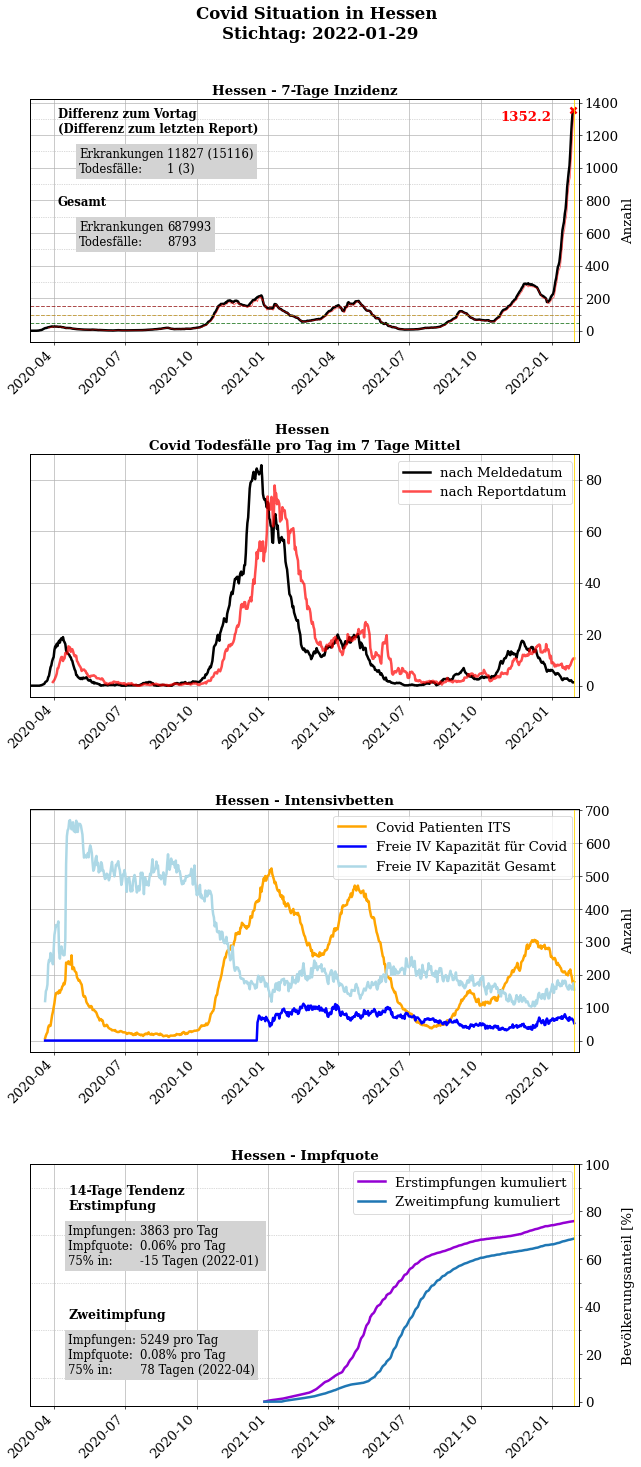 Covid Situation in Hessen
Stichtag: 2022-01-29
Hessen - 7-Tage Inzidenz
Differenz zum Vortag
(Differenz zum letzten Report)
Erkrankungen 11827 (15116)
Todesfälle: 1 (3)
Gesamt
Erkrankungen 687993
Todesfälle: 8793
1352.2
1400
1200
1000
800
600
400
200
0
Anzahl
2020-04
2020-07
2020-10
2021-01
2021-04
2021-07
2021-10
2022-01
Hessen
Covid Todesfälle pro Tag im 7 Tage Mittel
nach Meldedatum
nach Reportdatum
80
60
40
20
0
2020-04
2020-07
2020-10
2021-01
2021-04
2021-07
2021-10
2022-01
Hessen - Intensivbetten
Covid Patienten ITS
Freie IV Kapazität für Covid
Freie IV Kapazität Gesamt
700
600
500
400
300
200
100
0
Anzahl
2020-04
2020-07
2020-10
2021-01
2021-04
2021-07
2021-10
2022-01
Hessen - Impfquote
14-Tage Tendenz
Erstimpfung
Impfungen: 3863 pro Tag
Impfquote: 0.06% pro Tag
75% in: -15 Tagen (2022-01)
Zweitimpfung
Impfungen: 5249 pro Tag
Impfquote: 0.08% pro Tag
75% in: 78 Tagen (2022-04)
Erstimpfungen kumuliert
Zweitimpfung kumuliert
100
80
60
40
20
0
Bevölkerungsanteil [%]
2020-04
2020-07
2020-10
2021-01
2021-04
2021-07
2021-10
2022-01